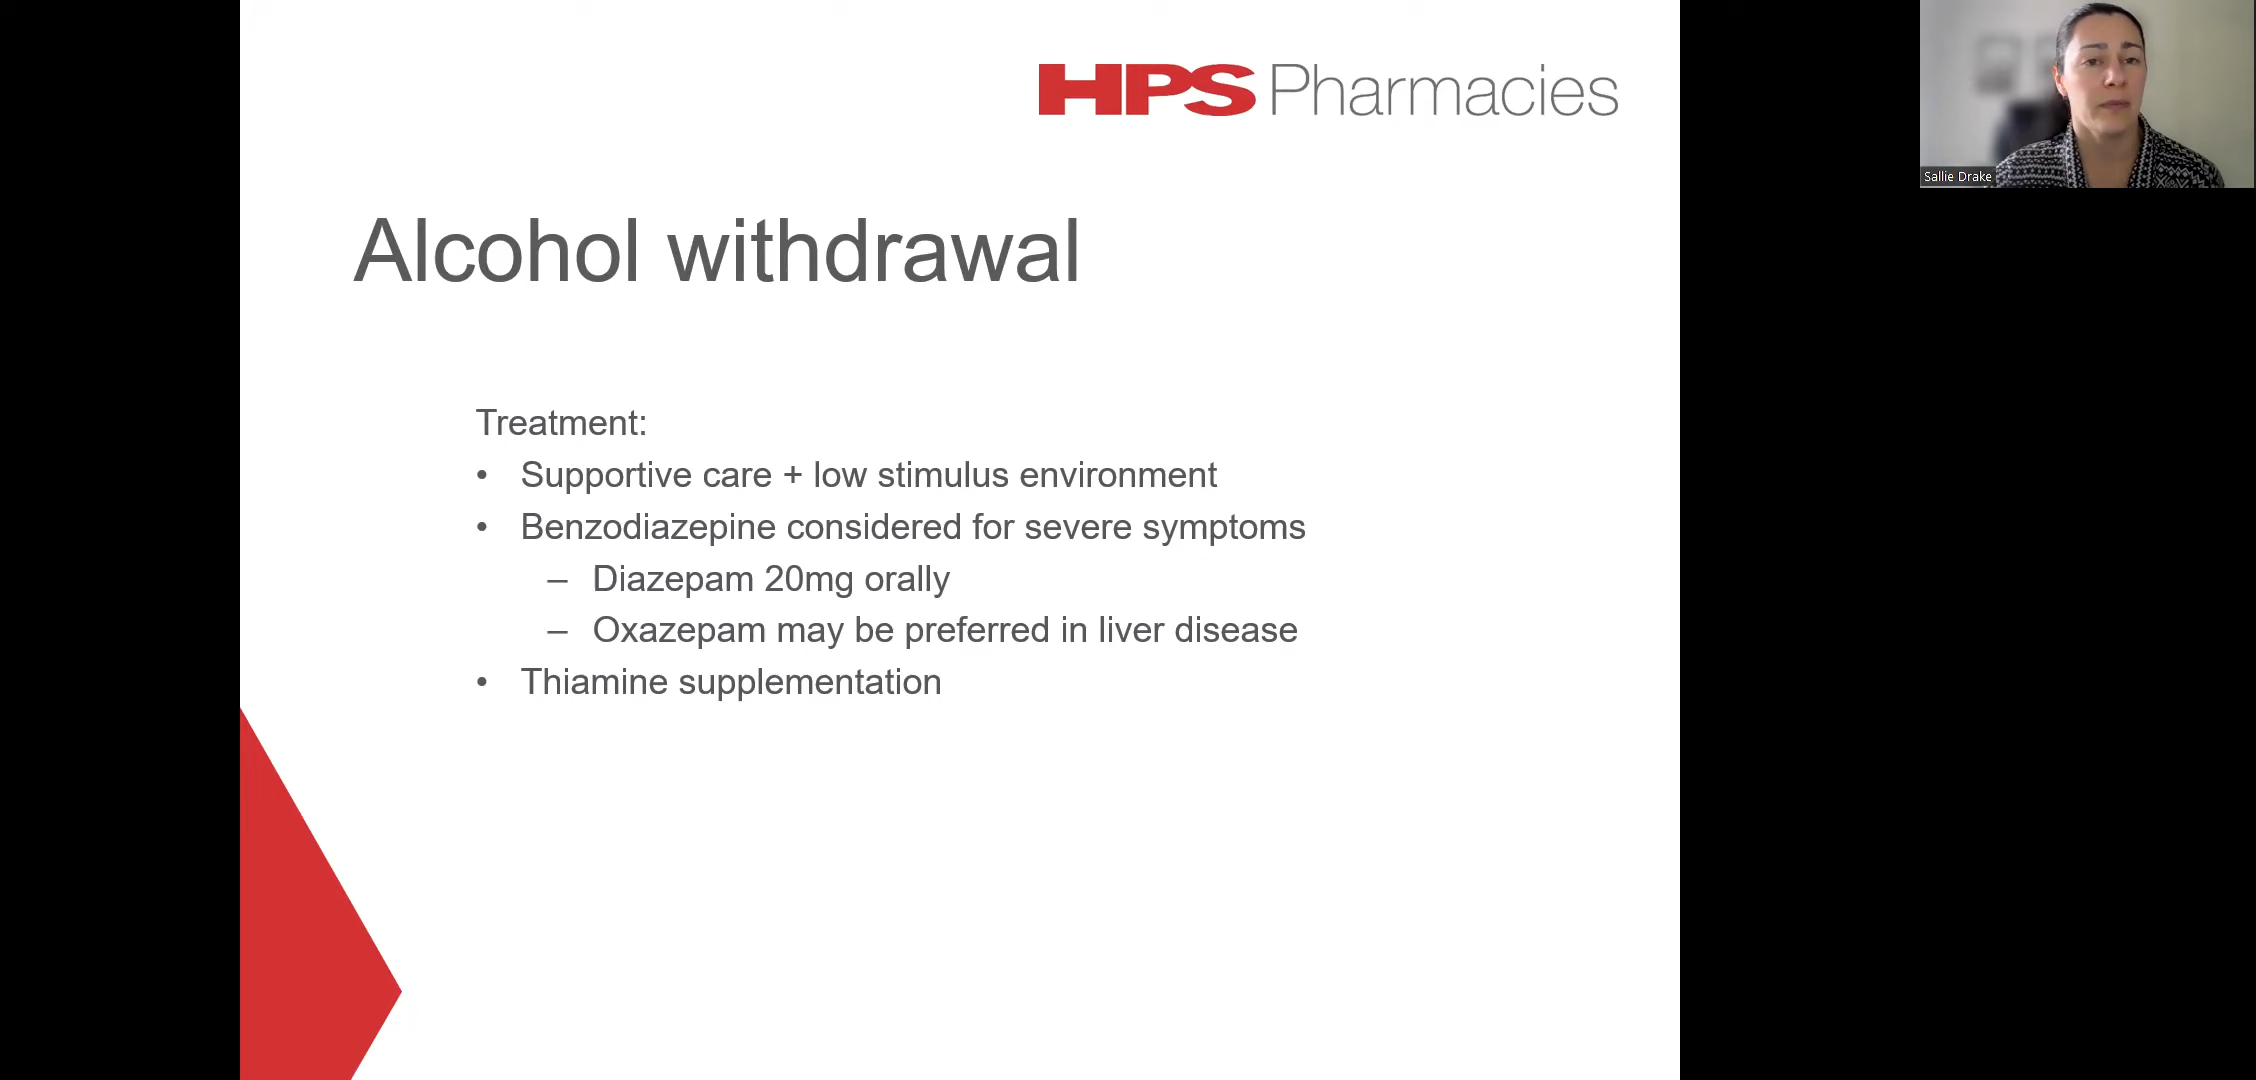 HPS Pharmacies
Sallie Drake
Alcohol withdrawal
Treatment:
• Supportive care + low stimulus environment
• Benzodiazepine considered for severe symptoms
– Diazepam 20mg orally
– Oxazepam may be preferred in liver disease
• Thiamine supplementation